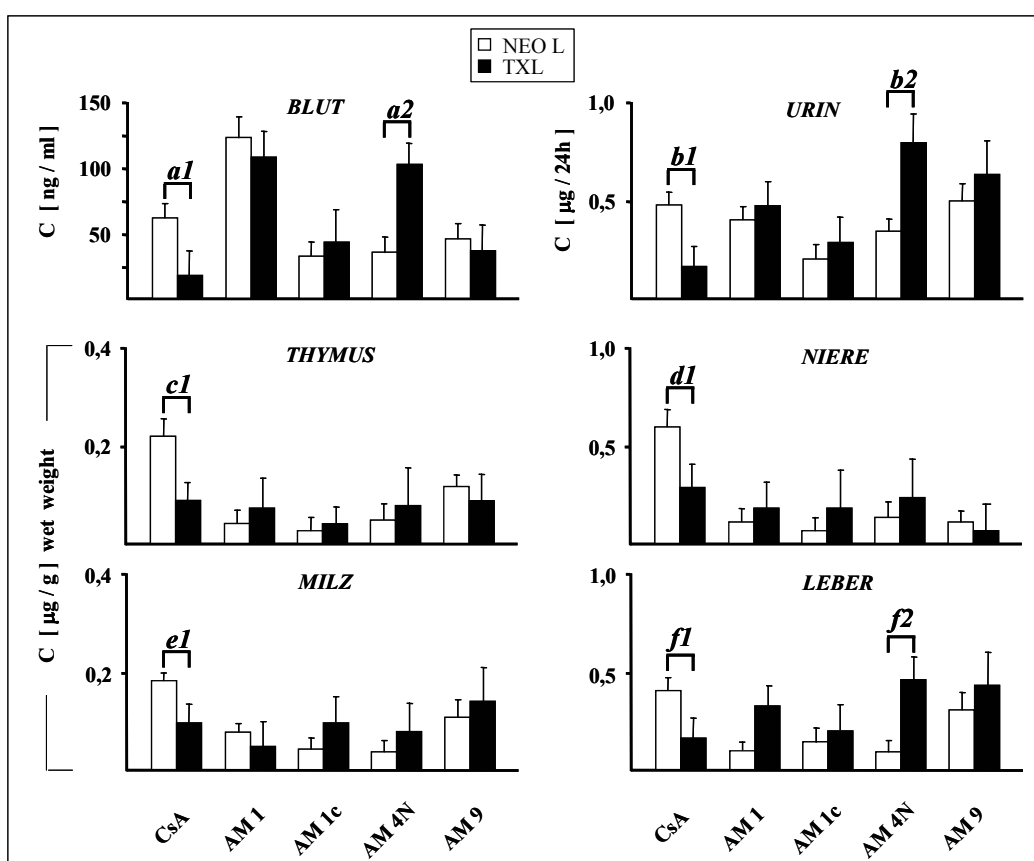 NEO L
TXL
BLUT
C [ ng / ml ]
150
100
50
a1
a2
URIN
C [ µg / 24h ]
1,0
0,5
b1
b2
C [ µg / g ] wet weight
THYMUS
0,4
0,2
c1
NIERE
1,0
0,5
d1
MILZ
0,4
0,2
e1
LEBER
1,0
0,5
f1
f2
CsA AM 1 AM 1c AM 4N AM 9
CsA AM 1 AM 1c AM 4N AM 9